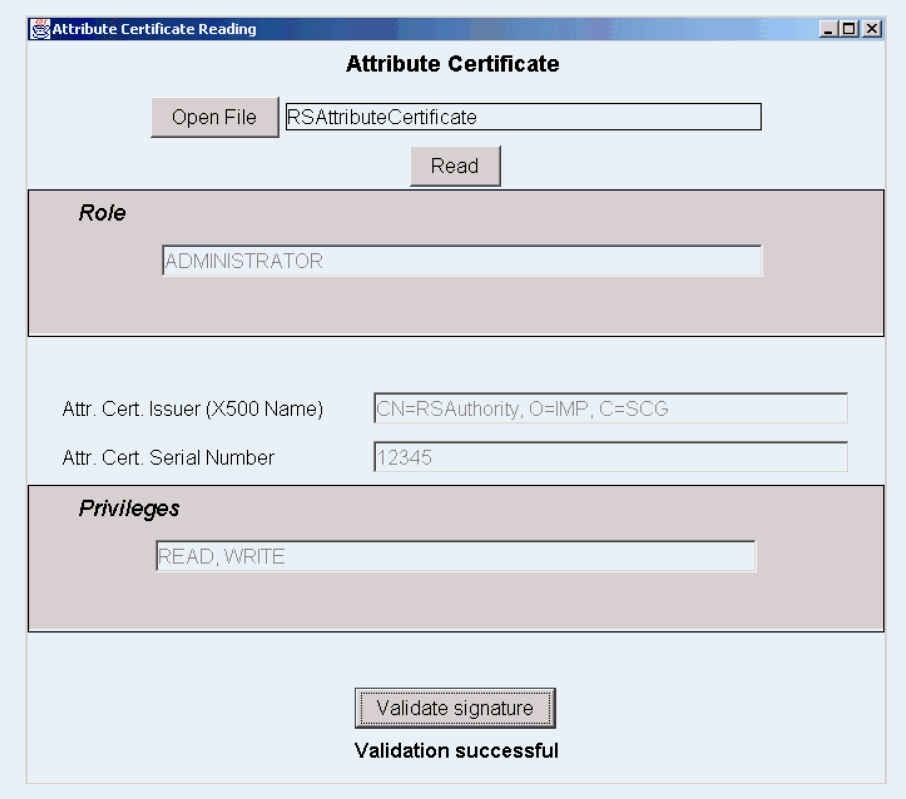 Attribute Certificate Reading
Attribute Certificate
Open File RSAttributeCertificate
Read
Role
ADMINISTRATOR
Attr. Cert. Issuer (X500 Name) CN=RSAuthority, O=IMP, C=SCG
Attr. Cert. Serial Number 12345
Privileges
READ, WRITE
Validate signature
Validation successful